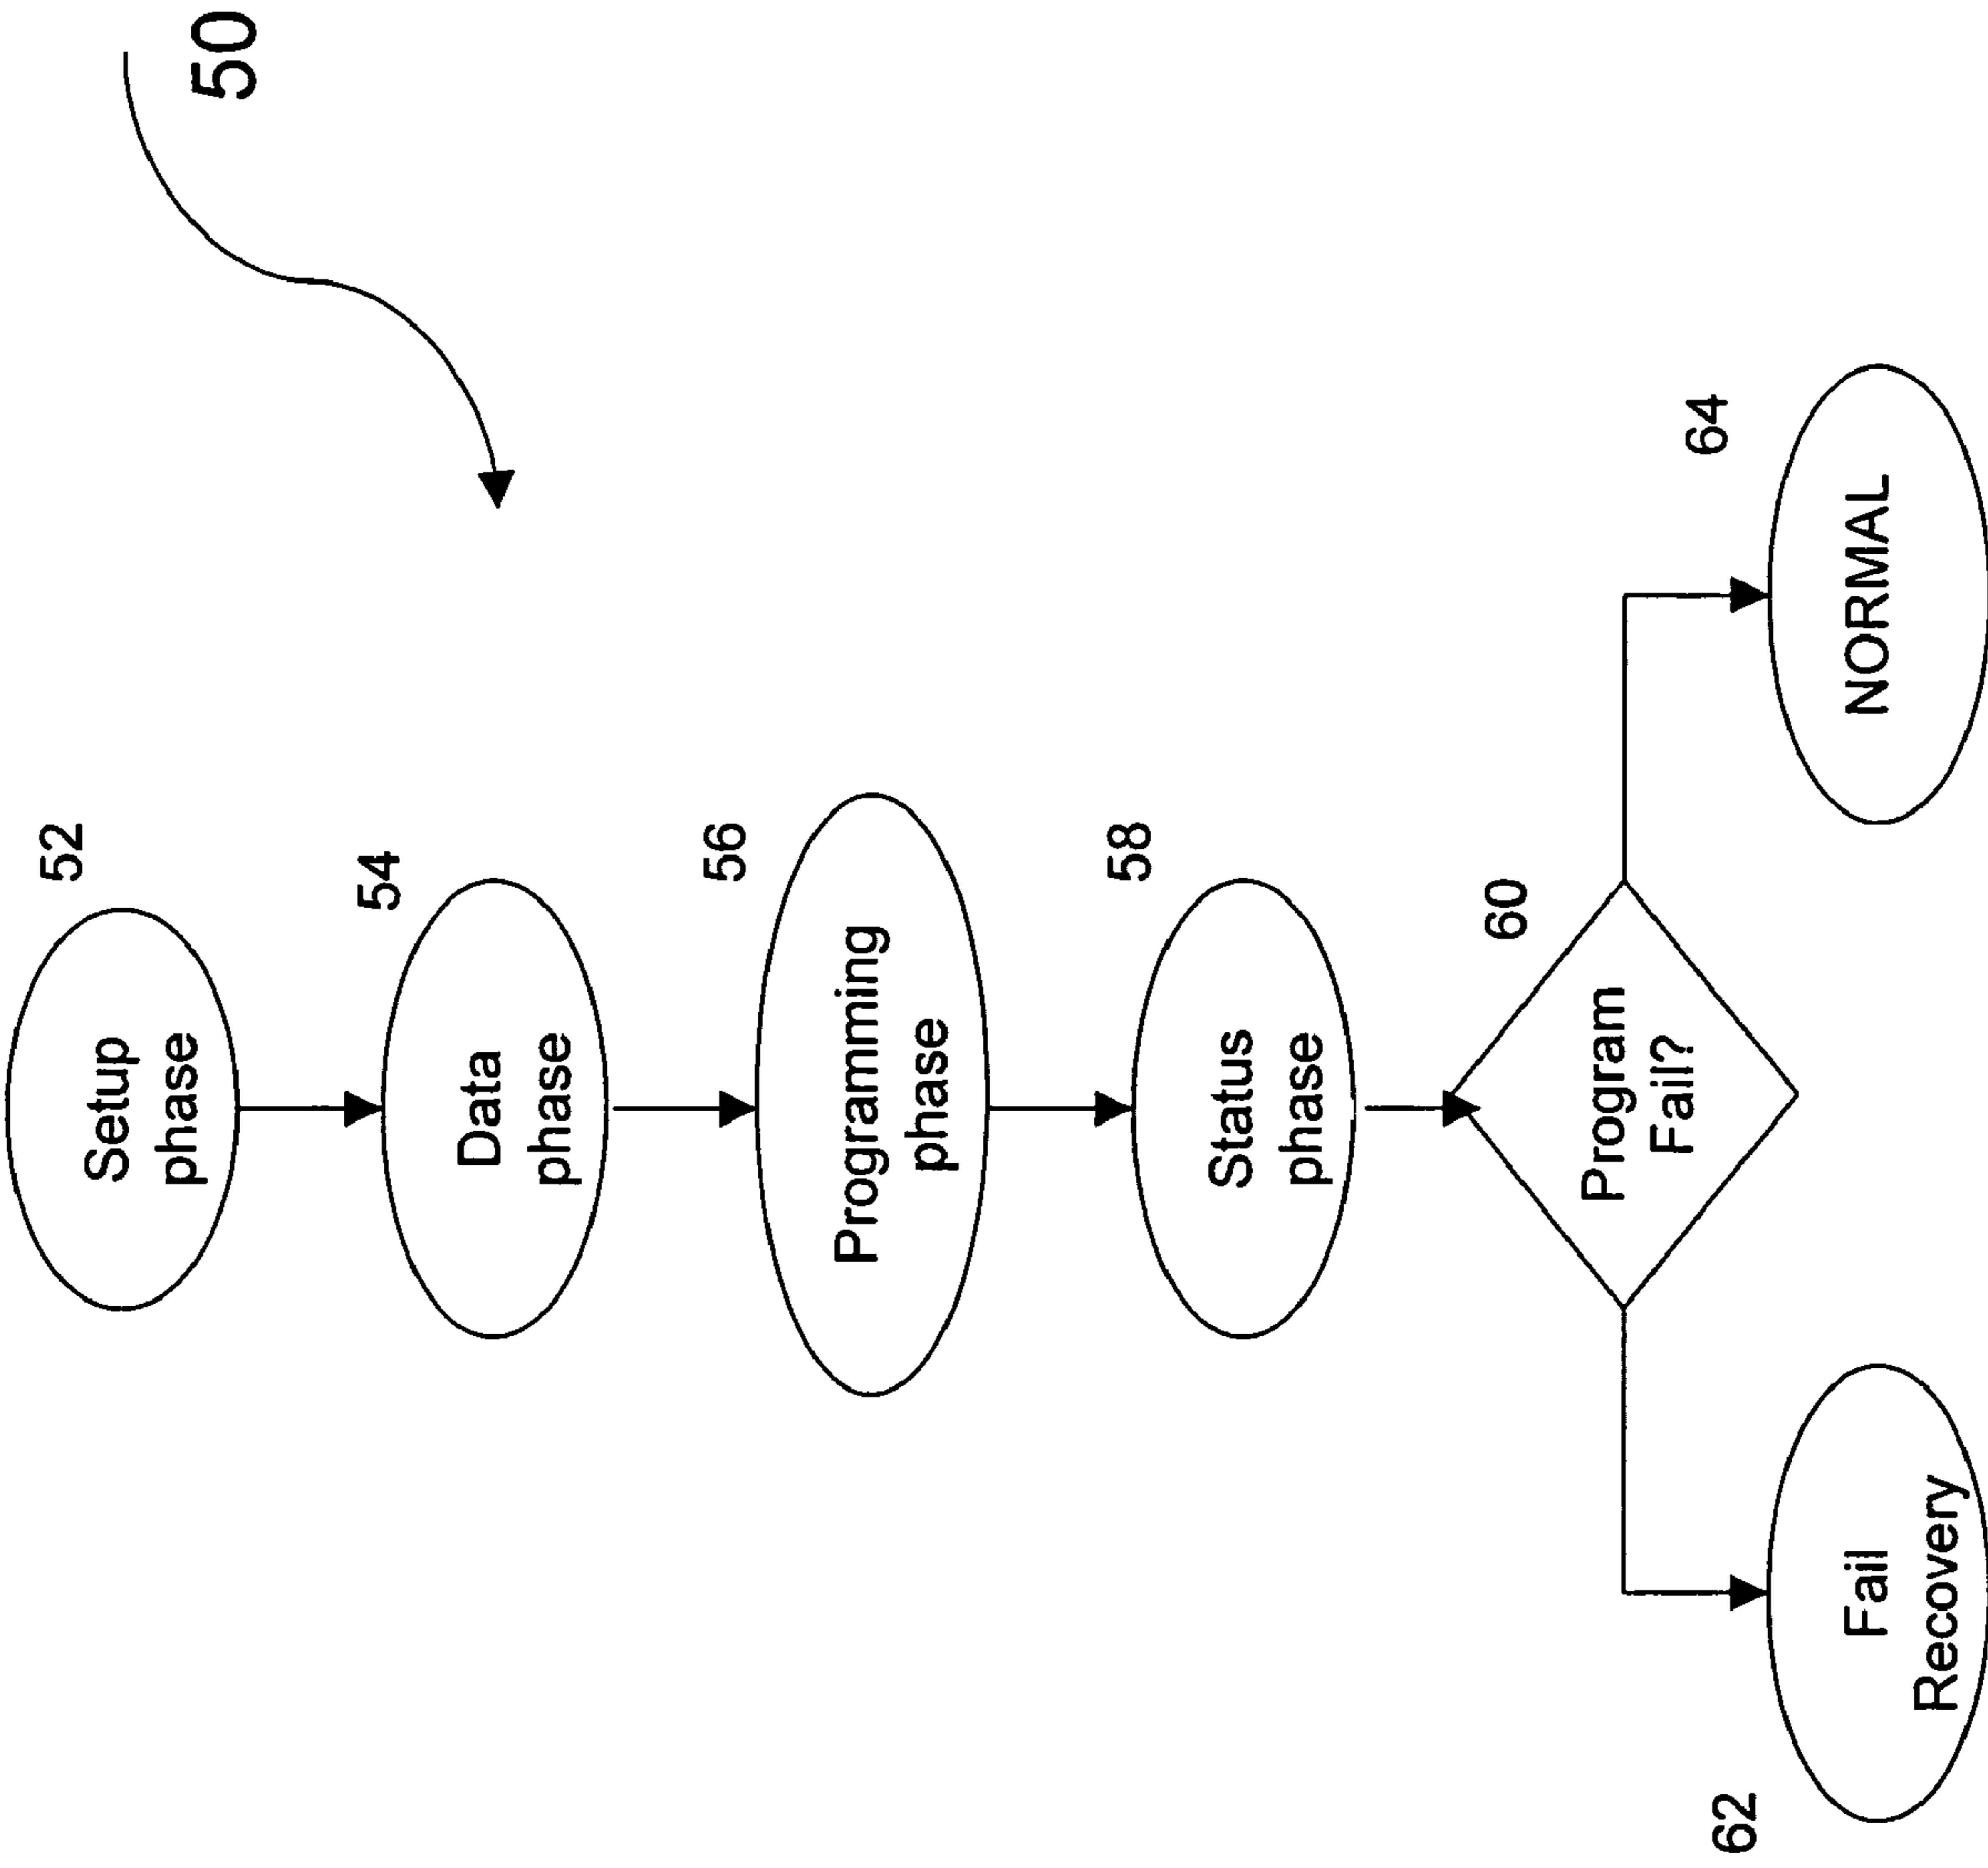 50
52
Setup
phase
54
Data
phase
56
Programming
phase
58
Status
phase
60
Program
Fail?
62
Fail
Recovery
64
NORMAL